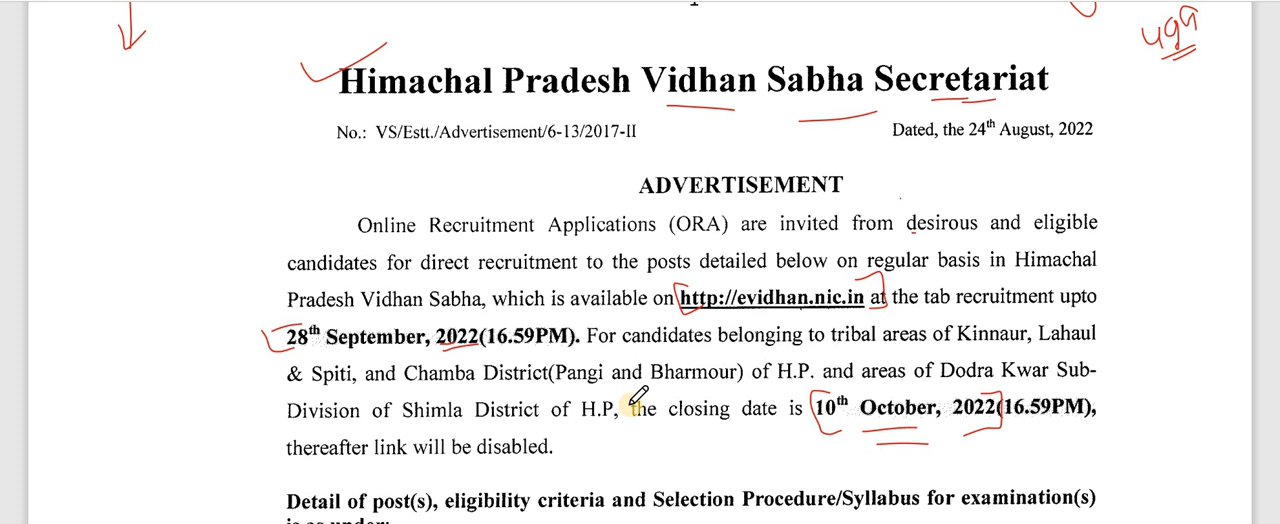 Himachal Pradesh Vidhan Sabha Secretariat
No.: VS/Estt./Advertisement/6-13/2017-II Dated, the 24th August, 2022
ADVERTISEMENT
Online Recruitment Applications (ORA) are invited from desirous and eligible
candidates for direct recruitment to the posts detailed below on regular basis in Himachal
Pradesh Vidhan Sabha, which is available on http://evidhan.nic.in at the tab recruitment upto
28th September, 2022(16.59PM). For candidates belonging to tribal areas of Kinnaur, Lahaul
& Spiti, and Chamba District(Pangi and Bharmour) of H.P. and areas of Dodra Kwar Sub-
Division of Shimla District of H.P, the closing date is 10th October, 2022(16.59PM),
thereafter link will be disabled.
Detail of post(s), eligibility criteria and Selection Procedure/Syllabus for examination(s)
is as under: